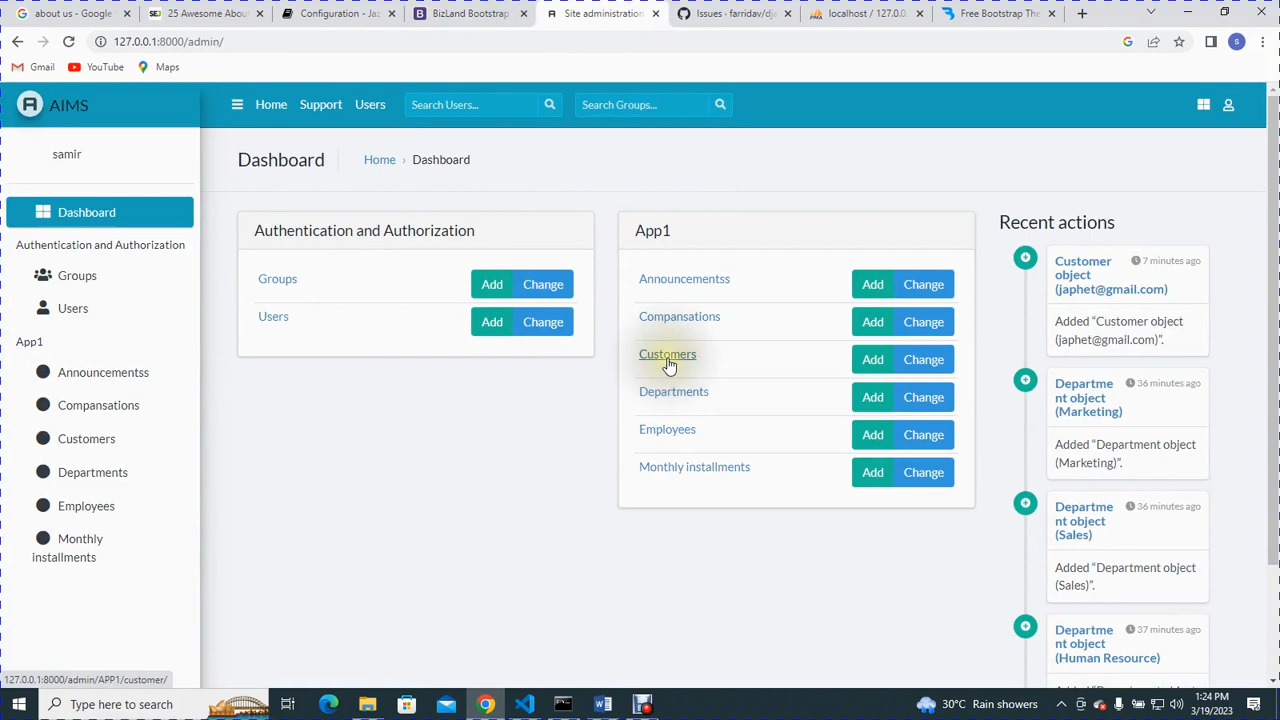 about us - Google
25 Awesome Abou
Configuration - Jaz
BizLand Bootstrap
Site administration
Issues · farridav/dja
localhost / 127.0.0
Free Bootstrap The
127.0.0.1:8000/admin/
S
Gmail
YouTube
Maps
AIMS
Home
Support
Users
Search Users...
Search Groups...
samir
Dashboard
Home › Dashboard
Dashboard
Authentication and Authorization
Groups
Users
App1
Announcementss
Compansations
Customers
Departments
Employees
Monthly
installments
Authentication and Authorization
Groups
Add
Change
Users
Add
Change
App1
Announcementss
Add
Change
Compansations
Add
Change
Customers
Add
Change
Departments
Add
Change
Employees
Add
Change
Monthly installments
Add
Change
Recent actions
Customer
object
(japhet@gmail.com)
7 minutes ago
Added “Customer object
(japhet@gmail.com)”.
Departme
nt object
(Marketing)
36 minutes ago
Added “Department object
(Marketing)”.
Departme
nt object
(Sales)
36 minutes ago
Added “Department object
(Sales)”.
Departme
nt object
(Human Resource)
37 minutes ago
127.0.0.1:8000/admin/APP1/customer/
Type here to search
30°C Rain showers
1:24 PM
3/19/2023